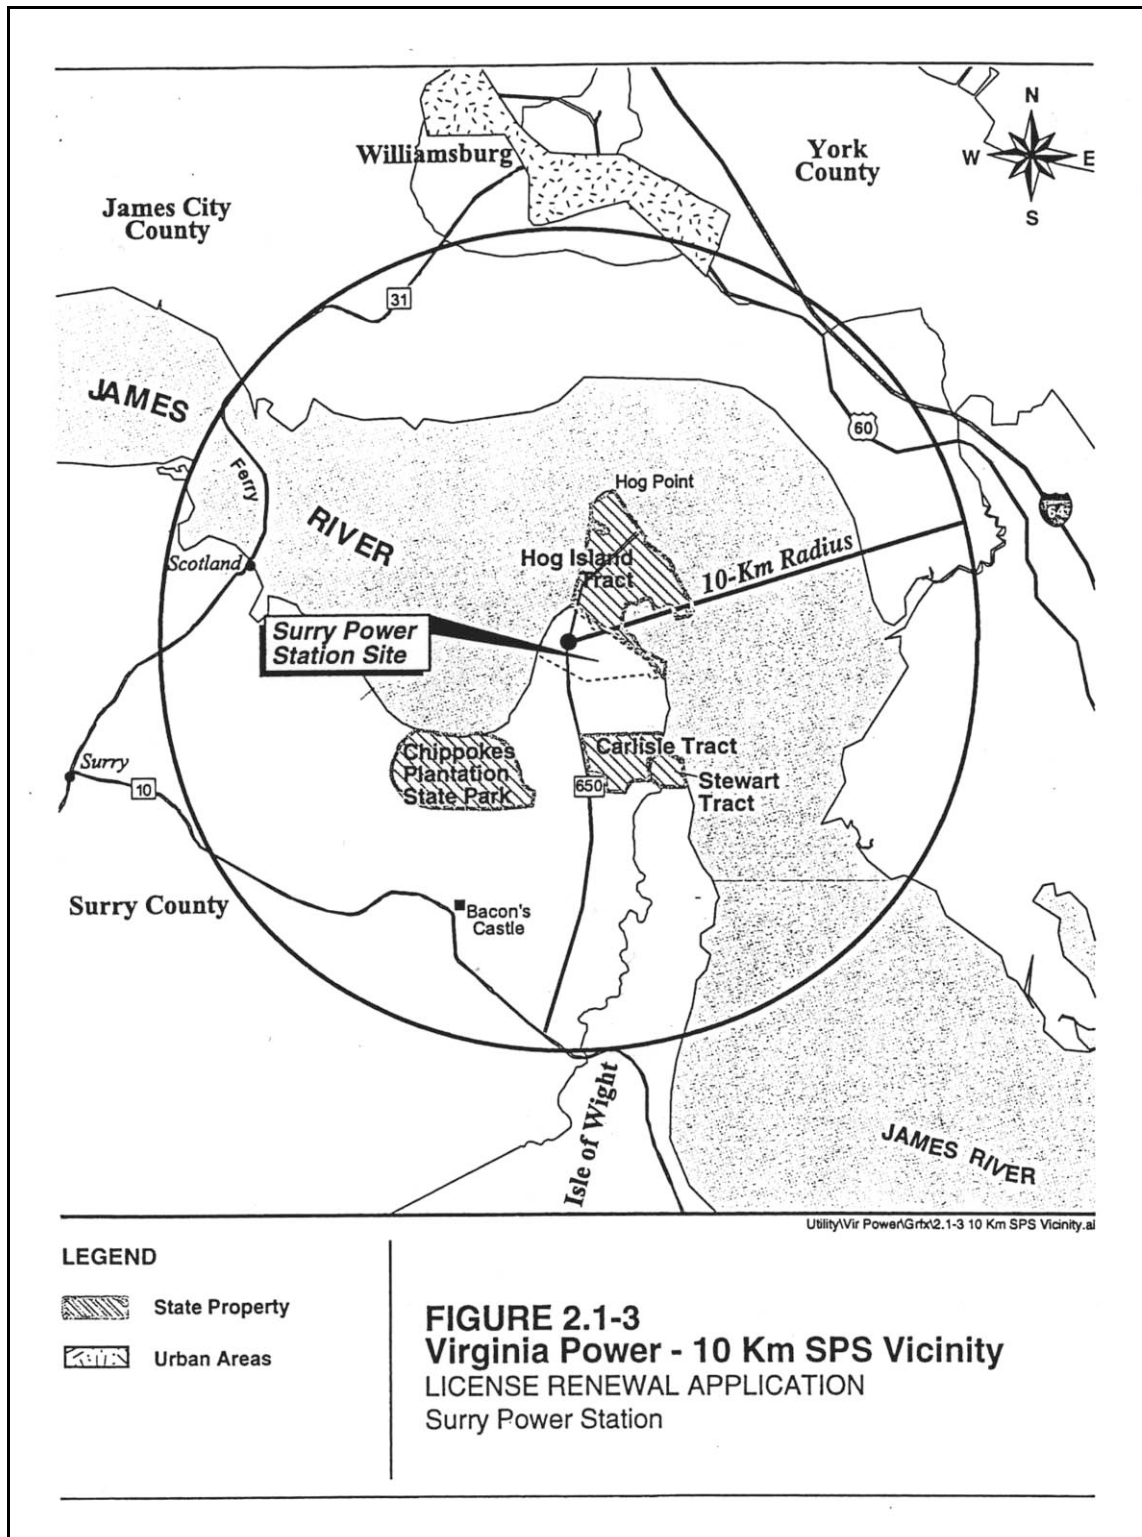 N
W E
S
Williamsburg
York
County
James City
County
31
JAMES
60
Ferry
Hog Point
RIVER
64
Hog Island
Tract
10-Km Radius
Scotland
Surry Power
Station Site
Carlisle Tract
Chippokes
Plantation
State Park
Surry
10
650
Stewart
Tract
Surry County
Bacon's
Castle
Isle of Wight
JAMES RIVER
Utility\Vir Power\Grfx\2.1-3 10 Km SPS Vicinity.ai
LEGEND
State Property
Urban Areas
FIGURE 2.1-3
Virginia Power - 10 Km SPS Vicinity
LICENSE RENEWAL APPLICATION
Surry Power Station